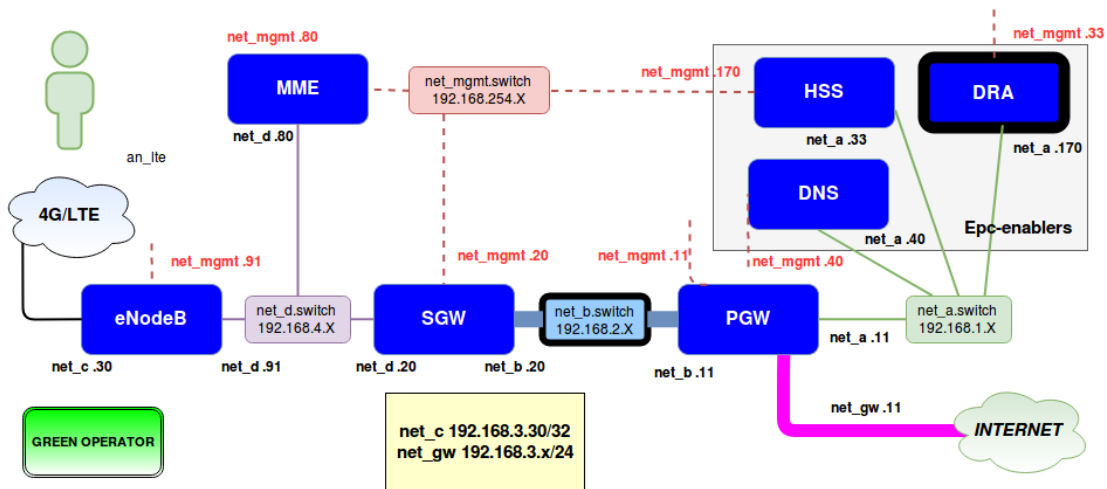 net_mgmt .80
net_mgmt .33
MME
net_mgmt.switch
192.168.254.X
net_mgmt .170
HSS
DRA
net_d .80
net_a .33
net_a .170
an_lte
DNS
4G/LTE
net_a .40
Epc-enablers
net_mgmt .91
net_mgmt .20
net_mgmt .11
net_mgmt .40
eNodeB
net_d.switch
192.168.4.X
SGW
net_b.switch
192.168.2.X
PGW
net_a.switch
192.168.1.X
net_a .11
net_c .30
net_d .91
net_d .20
net_b .20
net_b .11
net_gw .11
GREEN OPERATOR
net_c 192.168.3.30/32
net_gw 192.168.3.x/24
INTERNET